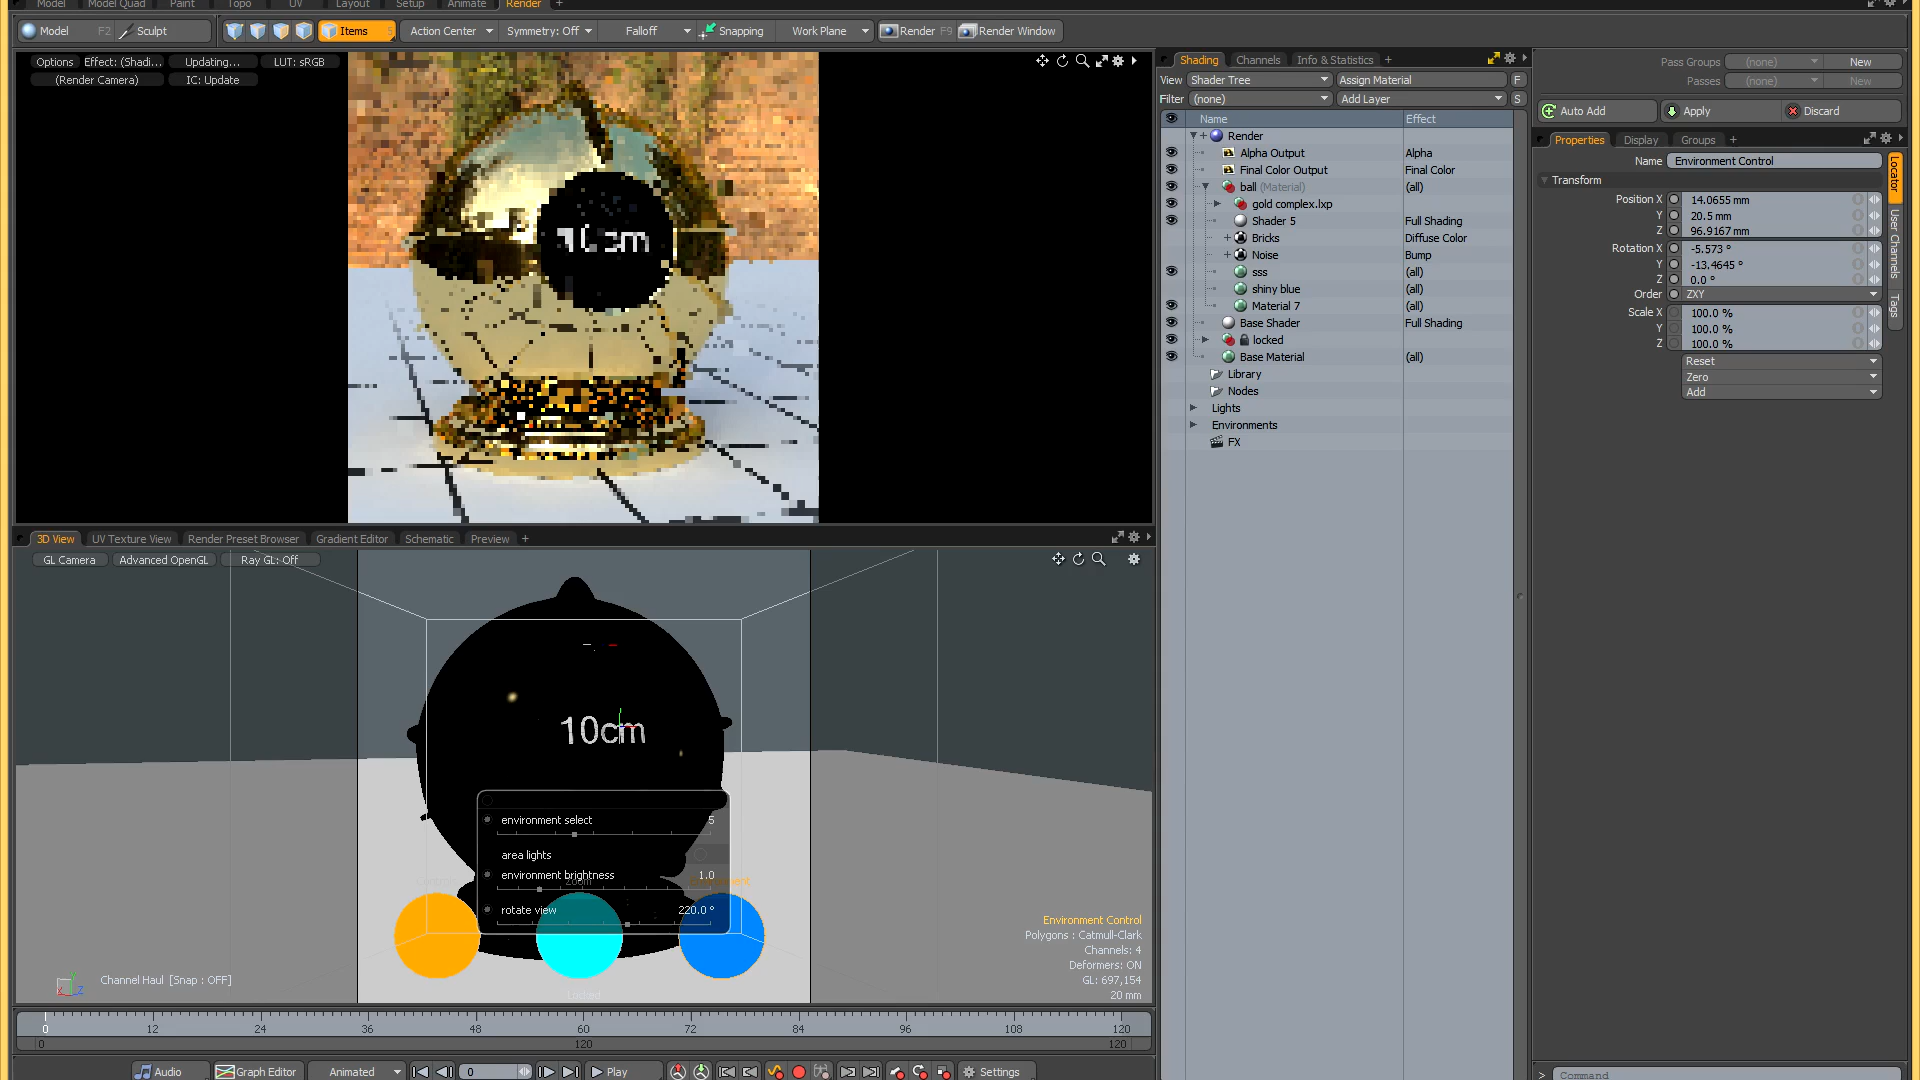 Model Model Quad Paint Topo UV Layout Setup Animate Render +
Model F2 Sculpt Items 5 Action Center Symmetry: Off Falloff Snapping Work Plane Render F9 Render Window
Options Effect: (Shadi... Updating... LUT: sRGB
(Render Camera) IC: Update
10cm
Shading Channels Info & Statistics +
View Shader Tree Assign Material F
Filter (none) Add Layer S
Name Effect
Render
Alpha Output Alpha
Final Color Output Final Color
ball (Material) (all)
gold complex.lxp
Shader 5 Full Shading
Bricks Diffuse Color
Noise Bump
sss (all)
shiny blue (all)
Material 7 (all)
Base Shader Full Shading
locked
Base Material (all)
Library
Nodes
Lights
Environments
FX
Pass Groups (none) New
Passes (none) New
Auto Add Apply Discard
Properties Display Groups +
Name Environment Control
Transform
Position X 14.0655 mm
Y 20.5 mm
Z 96.9167 mm
Rotation X -5.573 °
Y -13.4645 °
Z 0.0 °
Order ZXY
Scale X 100.0 %
Y 100.0 %
Z 100.0 %
Reset
Zero
Add
Locator
User Channels
Tags
3D View UV Texture View Render Preset Browser Gradient Editor Schematic Preview +
GL Camera Advanced OpenGL Ray GL: Off
10cm
environment select 5
area lights
environment brightness 1.0
Zoom
rotate view 220.0 °
Locked
Environment Control
Polygons : Catmull-Clark
Channels: 4
Deformers: ON
GL: 697,154
20 mm
Channel Haul [Snap : OFF]
0 12 24 36 48 60 72 84 96 108 120
0 120 120
Audio Graph Editor Animated 0 Play Settings
> Command